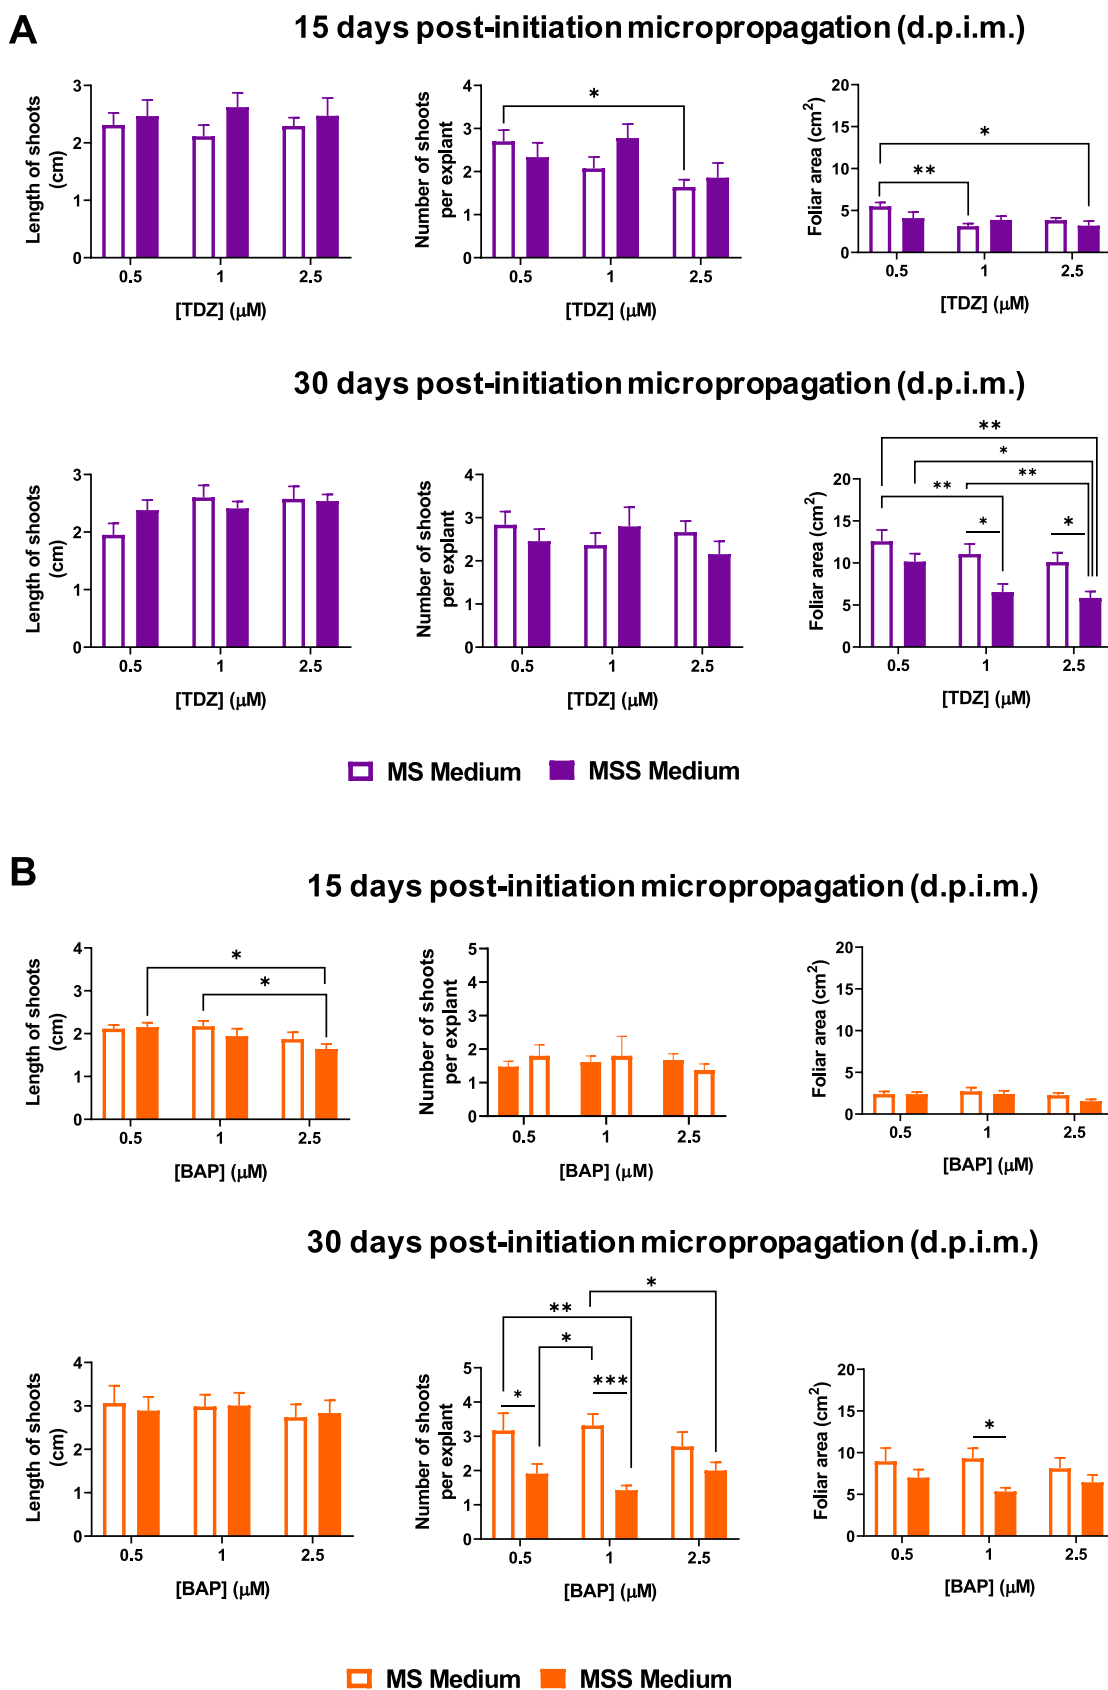 A
15 days post-initiation micropropagation (d.p.i.m.)
Length of shoots
(cm)
3
2
1
0
0.5 1 2.5
[TDZ] (μM)
Number of shoots
per explant
4
3
2
1
0
*
0.5 1 2.5
[TDZ] (μM)
Foliar area (cm²)
20
15
10
5
0
*
**
0.5 1 2.5
[TDZ] (μM)
30 days post-initiation micropropagation (d.p.i.m.)
Length of shoots
(cm)
3
2
1
0
0.5 1 2.5
[TDZ] (μM)
Number of shoots
per explant
4
3
2
1
0
0.5 1 2.5
[TDZ] (μM)
Foliar area (cm²)
20
15
10
5
0
**
*
**
**
*
*
0.5 1 2.5
[TDZ] (μM)
MS Medium MSS Medium
B
15 days post-initiation micropropagation (d.p.i.m.)
Length of shoots
(cm)
4
3
2
1
0
*
*
0.5 1 2.5
[BAP] (μM)
Number of shoots
per explant
5
4
3
2
1
0
0.5 1 2.5
[BAP] (μM)
Foliar area (cm²)
20
15
10
5
0
0.5 1 2.5
[BAP] (μM)
30 days post-initiation micropropagation (d.p.i.m.)
Length of shoots
(cm)
4
3
2
1
0
0.5 1 2.5
[BAP] (μM)
Number of shoots
per explant
5
4
3
2
1
0
*
**
*
***
*
0.5 1 2.5
[BAP] (μM)
Foliar area (cm²)
20
15
10
5
0
*
0.5 1 2.5
[BAP] (μM)
MS Medium MSS Medium